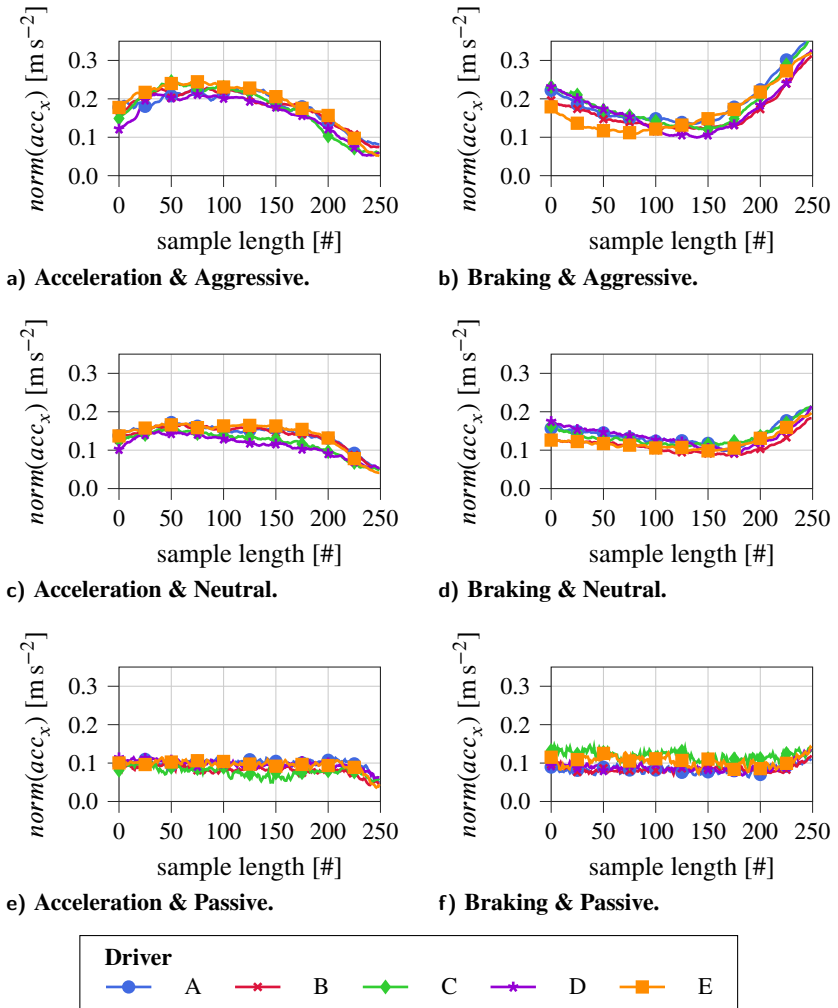 norm(acc_x) [m s⁻²]
0.3
0.2
0.1
0.0
0 50 100 150 200 250
sample length [#]
a) Acceleration & Aggressive.
norm(acc_x) [m s⁻²]
0.3
0.2
0.1
0.0
0 50 100 150 200 250
sample length [#]
b) Braking & Aggressive.
norm(acc_x) [m s⁻²]
0.3
0.2
0.1
0.0
0 50 100 150 200 250
sample length [#]
c) Acceleration & Neutral.
norm(acc_x) [m s⁻²]
0.3
0.2
0.1
0.0
0 50 100 150 200 250
sample length [#]
d) Braking & Neutral.
norm(acc_x) [m s⁻²]
0.3
0.2
0.1
0.0
0 50 100 150 200 250
sample length [#]
e) Acceleration & Passive.
norm(acc_x) [m s⁻²]
0.3
0.2
0.1
0.0
0 50 100 150 200 250
sample length [#]
f) Braking & Passive.
Driver
A B C D E